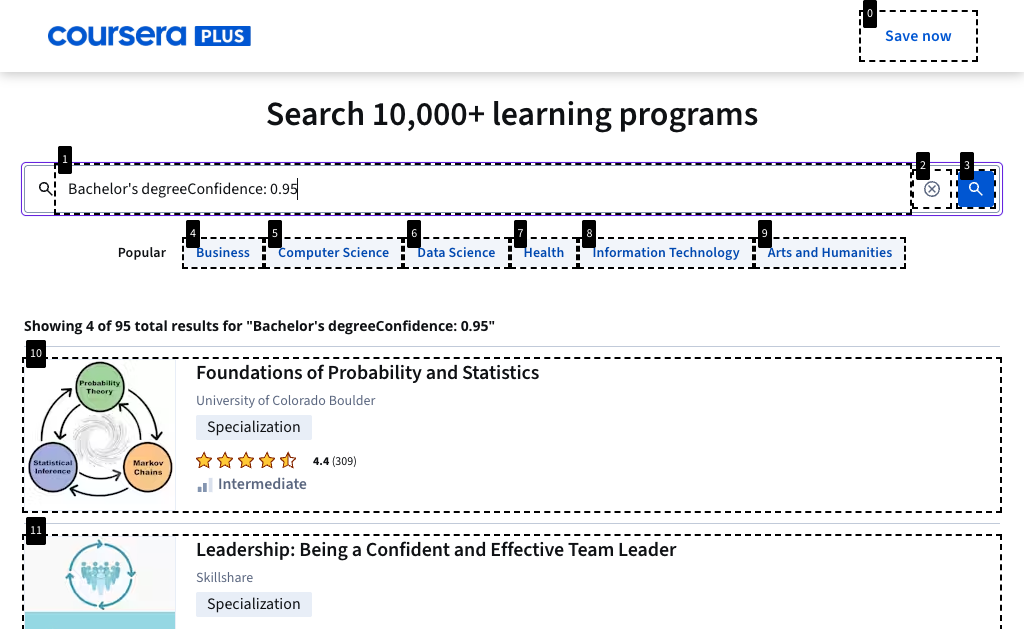 coursera PLUS
0
Save now
Search 10,000+ learning programs
1
2
3
Bachelor's degreeConfidence: 0.95
4
5
6
7
8
9
Popular
Business
Computer Science
Data Science
Health
Information Technology
Arts and Humanities
Showing 4 of 95 total results for "Bachelor's degreeConfidence: 0.95"
10
Probability
Theory
Statistical
Inference
Markov
Chains
Foundations of Probability and Statistics
University of Colorado Boulder
Specialization
4.4 (309)
Intermediate
11
Leadership: Being a Confident and Effective Team Leader
Skillshare
Specialization